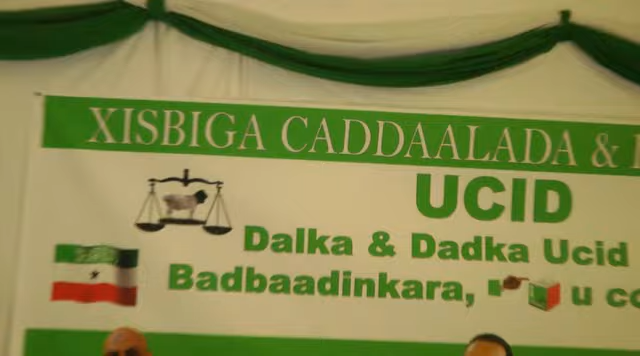 XISBIGA CADDAALADA &
UCID
Dalka & Dadka Ucid
Badbaadinkara, u